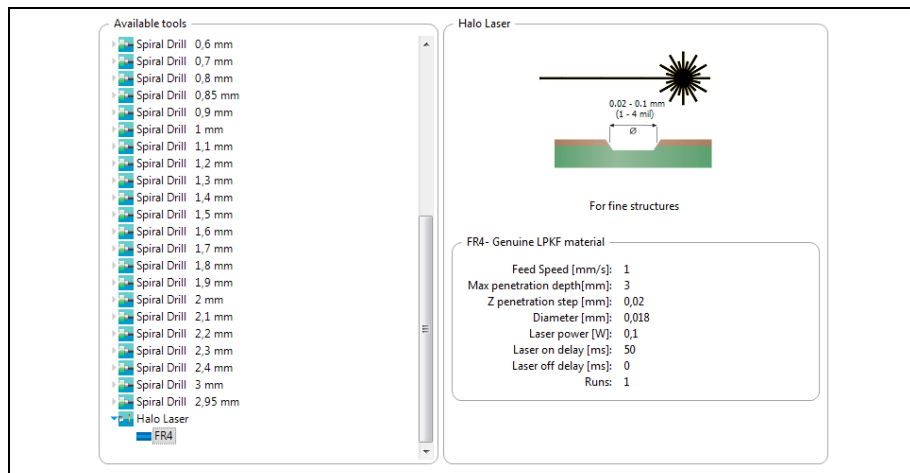 Available tools
Spiral Drill 0,6 mm
Spiral Drill 0,7 mm
Spiral Drill 0,8 mm
Spiral Drill 0,85 mm
Spiral Drill 0,9 mm
Spiral Drill 1 mm
Spiral Drill 1,1 mm
Spiral Drill 1,2 mm
Spiral Drill 1,3 mm
Spiral Drill 1,4 mm
Spiral Drill 1,5 mm
Spiral Drill 1,6 mm
Spiral Drill 1,7 mm
Spiral Drill 1,8 mm
Spiral Drill 1,9 mm
Spiral Drill 2 mm
Spiral Drill 2,1 mm
Spiral Drill 2,2 mm
Spiral Drill 2,3 mm
Spiral Drill 2,4 mm
Spiral Drill 3 mm
Spiral Drill 2,95 mm
Halo Laser
FR4
Halo Laser
0.02 - 0.1 mm
(1 - 4 mil)
Ø
For fine structures
FR4- Genuine LPKF material
Feed Speed [mm/s]: 1
Max penetration depth[mm]: 3
Z penetration step [mm]: 0,02
Diameter [mm]: 0,018
Laser power [W]: 0,1
Laser on delay [ms]: 50
Laser off delay [ms]: 0
Runs: 1